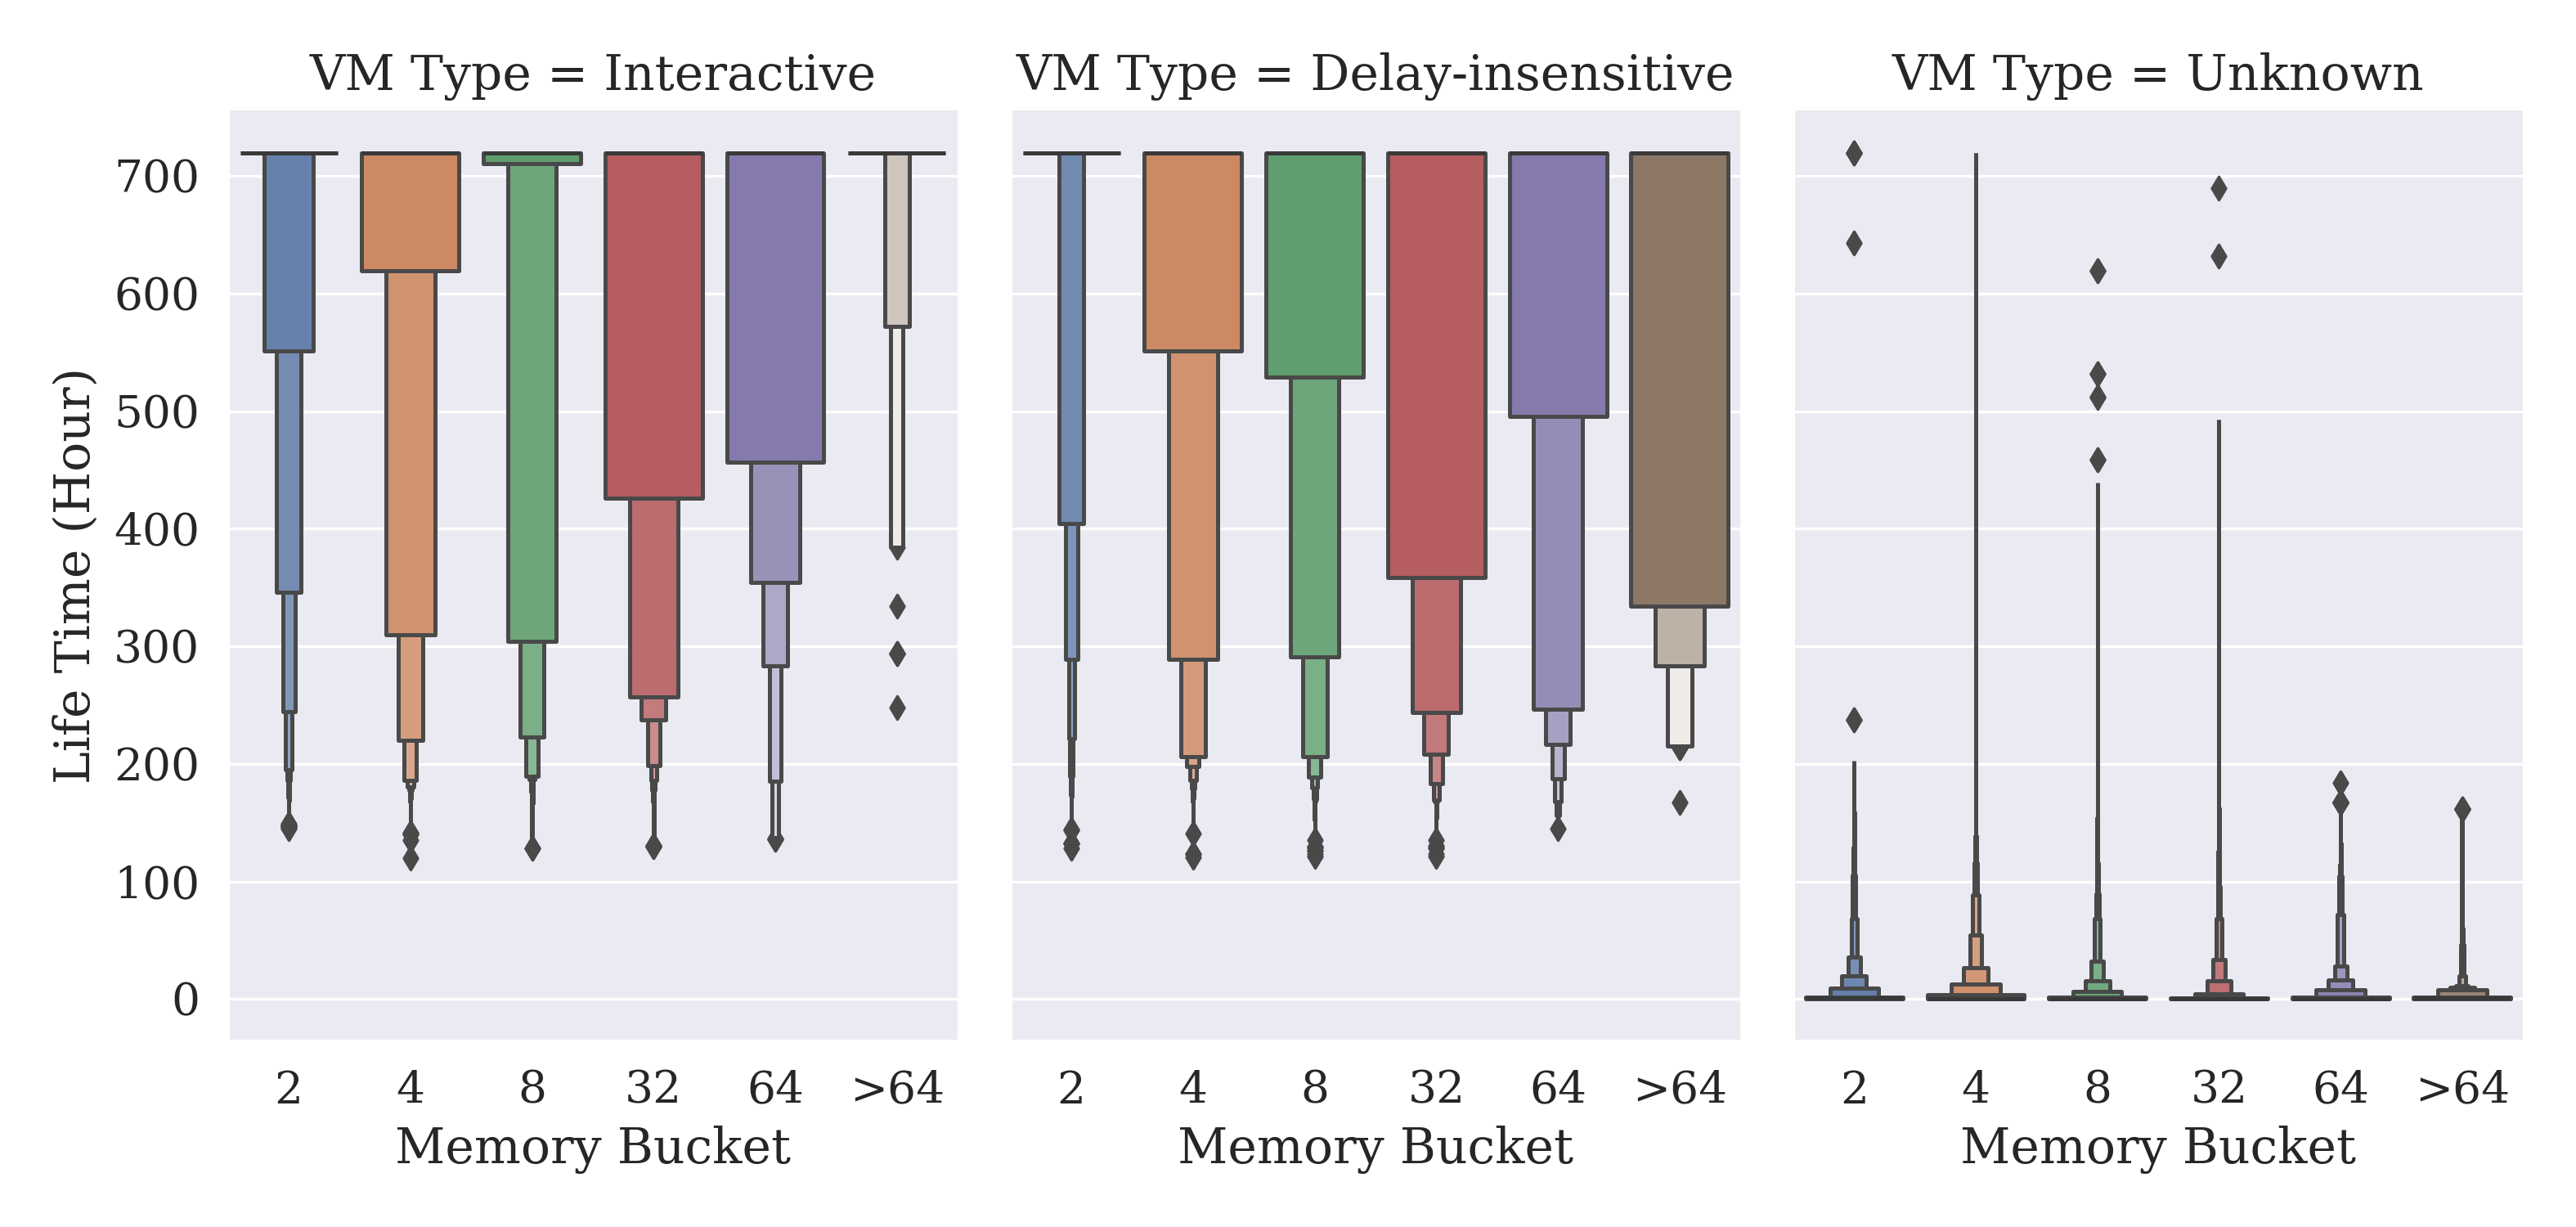 VM Type = Interactive
VM Type = Delay-insensitive
VM Type = Unknown
Life Time (Hour)
700
600
500
400
300
200
100
0
2 4 8 32 64 >64
2 4 8 32 64 >64
2 4 8 32 64 >64
Memory Bucket
Memory Bucket
Memory Bucket